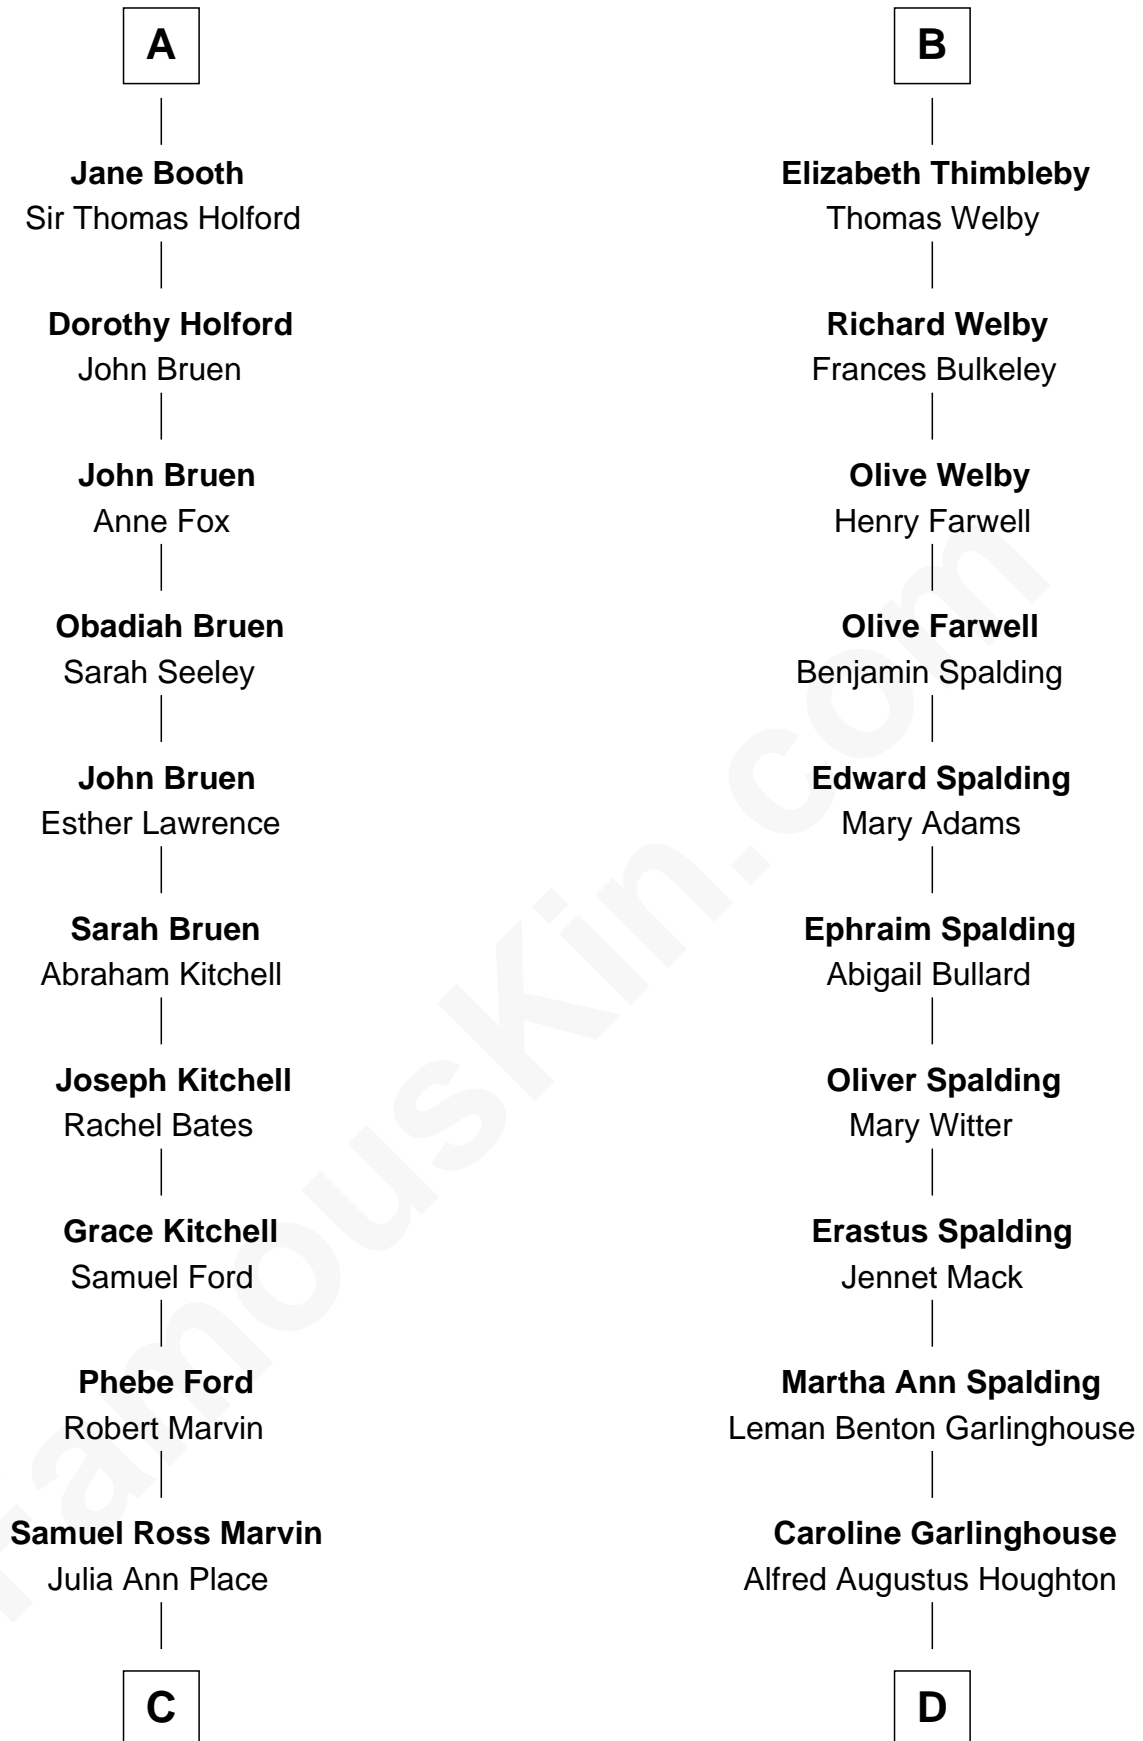 A
Jane Booth
Sir Thomas Holford
Dorothy Holford
John Bruen
John Bruen
Anne Fox
Obadiah Bruen
Sarah Seeley
John Bruen
Esther Lawrence
Sarah Bruen
Abraham Kitchell
Joseph Kitchell
Rachel Bates
Grace Kitchell
Samuel Ford
Phebe Ford
Robert Marvin
Samuel Ross Marvin
Julia Ann Place
C
B
Elizabeth Thimbleby
Thomas Welby
Richard Welby
Frances Bulkeley
Olive Welby
Henry Farwell
Olive Farwell
Benjamin Spalding
Edward Spalding
Mary Adams
Ephraim Spalding
Abigail Bullard
Oliver Spalding
Mary Witter
Erastus Spalding
Jennet Mack
Martha Ann Spalding
Leman Benton Garlinghouse
Caroline Garlinghouse
Alfred Augustus Houghton
D
FamousKin.com